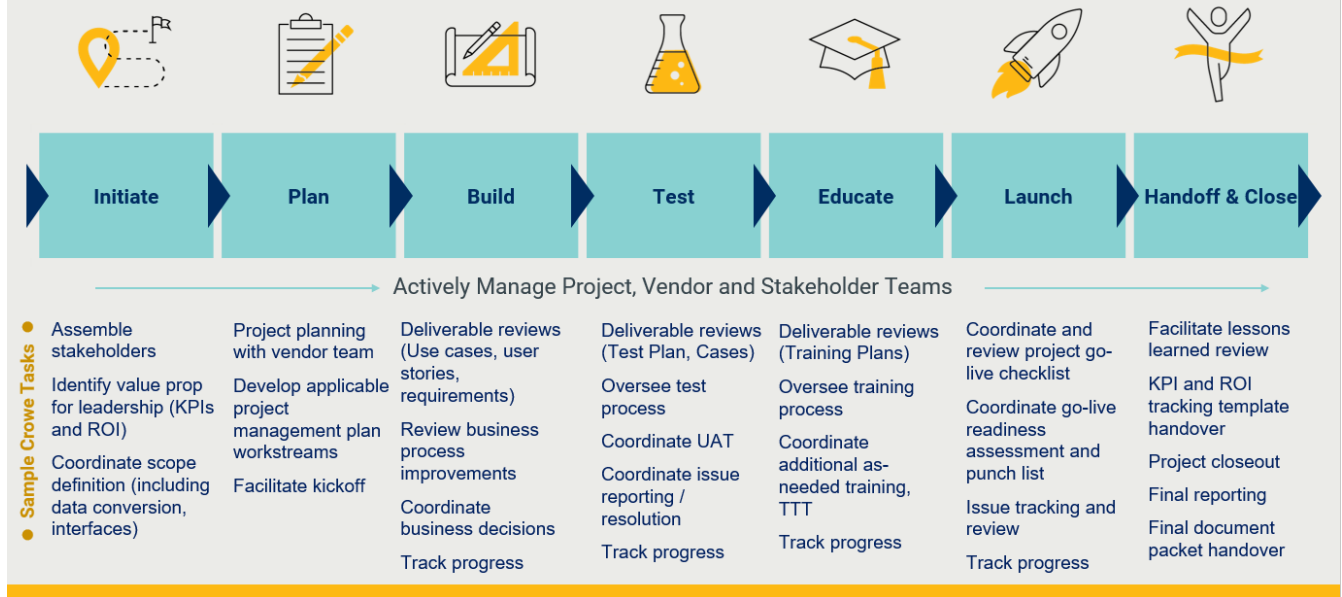 Initiate
Plan
Build
Test
Educate
Launch
Handoff & Close
Actively Manage Project, Vendor and Stakeholder Teams
Sample Crowe Tasks
Assemble
stakeholders
Identify value prop
for leadership (KPIs
and ROI)
Coordinate scope
definition (including
data conversion,
interfaces)
Project planning
with vendor team
Develop applicable
project
management plan
workstreams
Facilitate kickoff
Deliverable reviews
(Use cases, user
stories,
requirements)
Review business
process
improvements
Coordinate
business decisions
Track progress
Deliverable reviews
(Test Plan, Cases)
Oversee test
process
Coordinate UAT
Coordinate issue
reporting /
resolution
Track progress
Deliverable reviews
(Training Plans)
Oversee training
process
Coordinate
additional as-
needed training,
TTT
Track progress
Coordinate and
review project go-
live checklist
Coordinate go-live
readiness
assessment and
punch list
Issue tracking and
review
Track progress
Facilitate lessons
learned review
KPI and ROI
tracking template
handover
Project closeout
Final reporting
Final document
packet handover